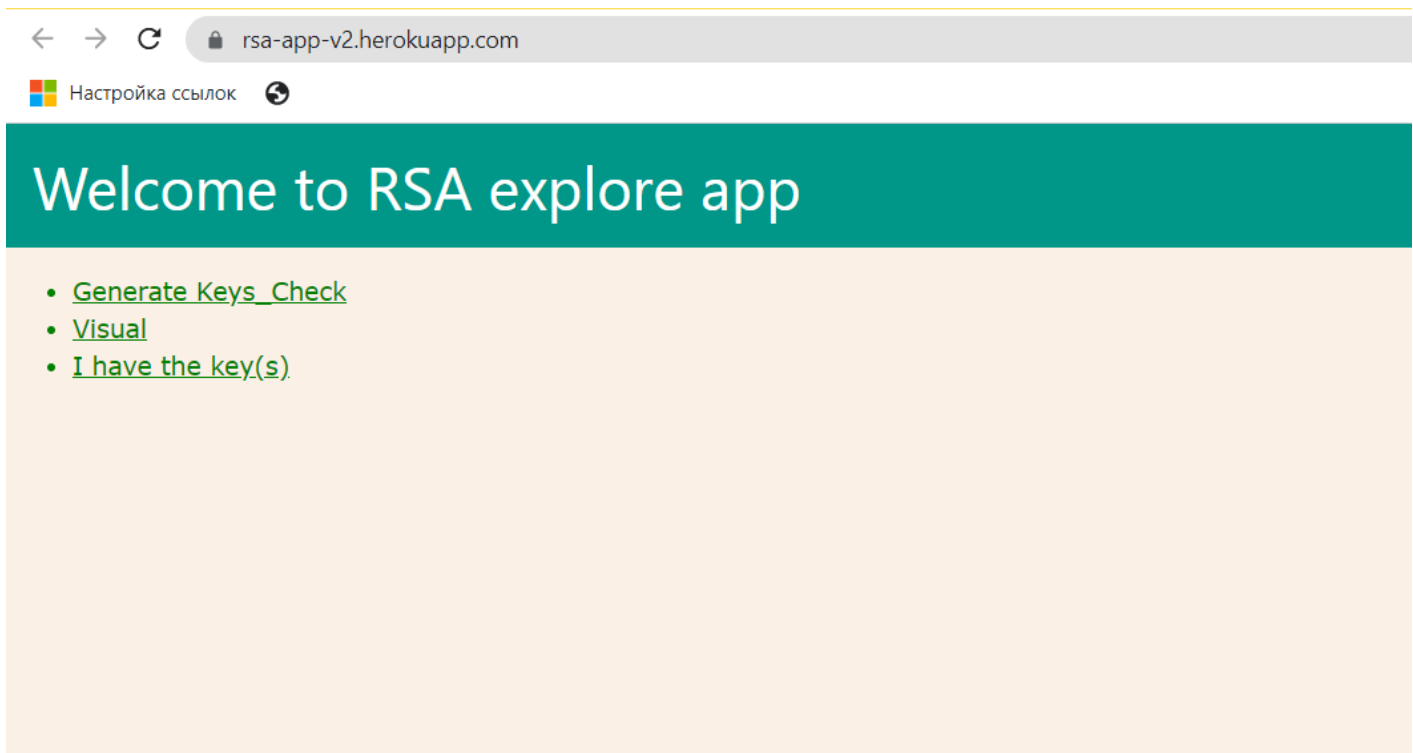 rsa-app-v2.herokuapp.com
Настройка ссылок
Welcome to RSA explore app
Generate Keys_Check
Visual
I have the key(s)